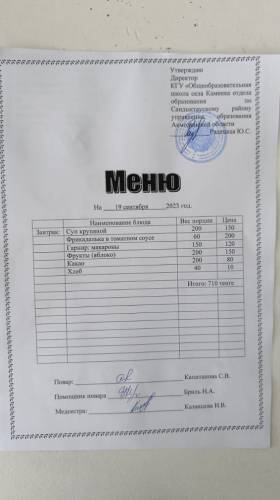 Утверждаю
Директор
КГУ «Общеобразовательная
школа села Каменка отдела
образования по
Сандыктаускому району
управления образования
Акмолинской области
Радецкая Ю.С.
Меню
На 19 сентября 2023 год.
Наименование блюда Вес порции Цена
Завтрак: Суп крупяной 200 150
Фрикаделька в томатном соусе 60 200
Гарнир: макароны 150 120
Фрукты (яблоко) 200 150
Какао 200 80
Хлеб 40 10
Итого: 710 тенге
Повар: С.В.
Помощник повара Бриль Н.А.
Медсестра: Калашова Н.В.